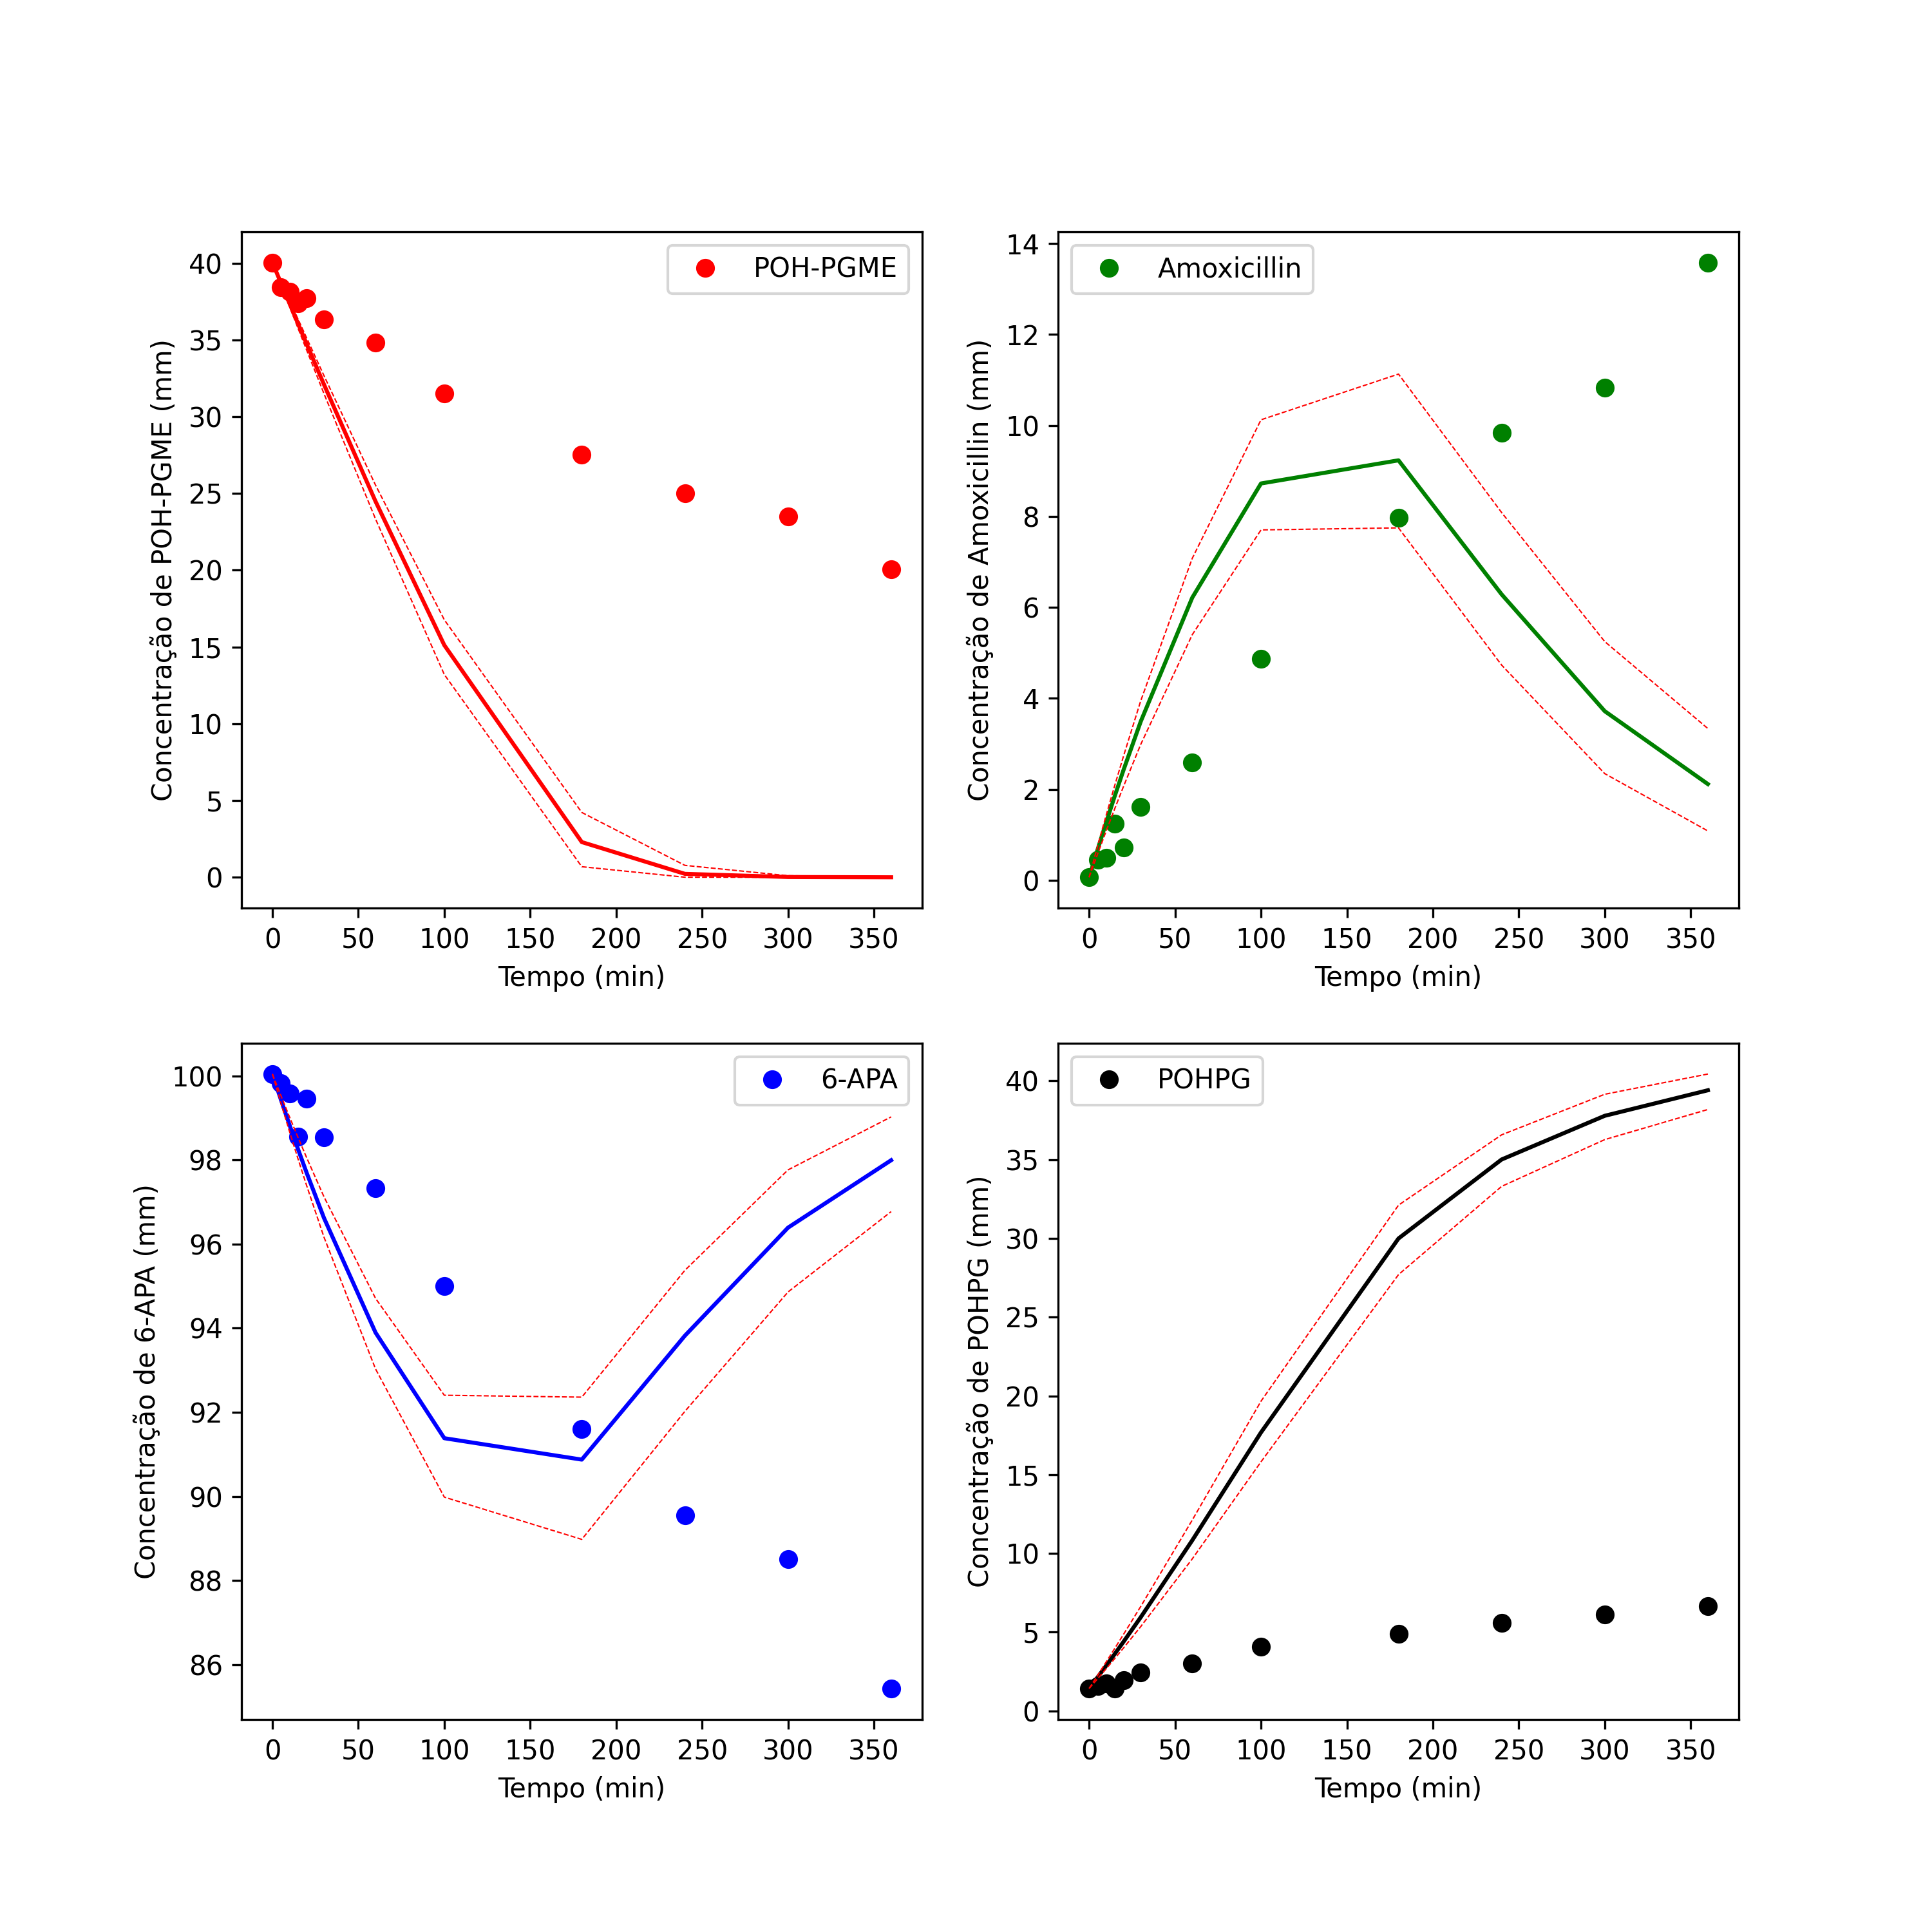 POH-PGME
40
35
30
25
20
15
10
5
0
Concentração de POH-PGME (mm)
0 50 100 150 200 250 300 350
Tempo (min)
Amoxicillin
14
12
10
8
6
4
2
0
Concentração de Amoxicillin (mm)
0 50 100 150 200 250 300 350
Tempo (min)
6-APA
100
98
96
94
92
90
88
86
Concentração de 6-APA (mm)
0 50 100 150 200 250 300 350
Tempo (min)
POHPG
40
35
30
25
20
15
10
5
0
Concentração de POHPG (mm)
0 50 100 150 200 250 300 350
Tempo (min)